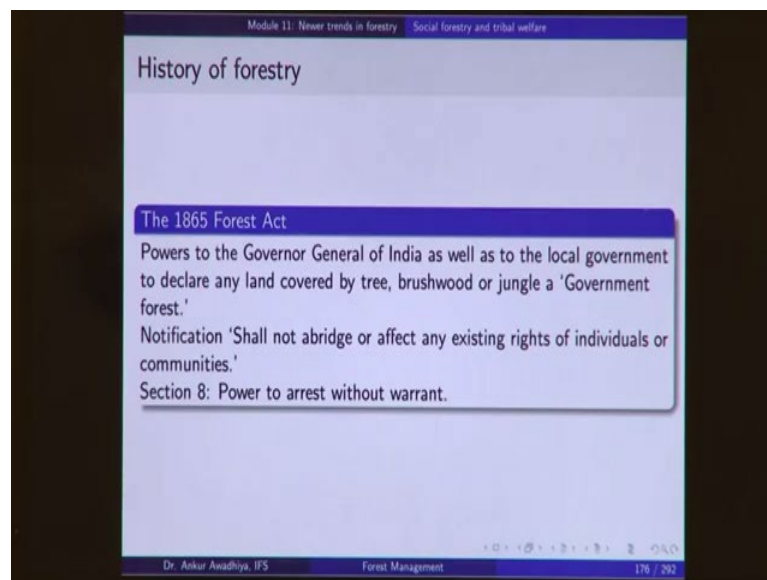 Module 11: Newer trends in forestry Social forestry and tribal welfare
History of forestry
The 1865 Forest Act
Powers to the Governor General of India as well as to the local government
to declare any land covered by tree, brushwood or jungle a 'Government
forest.'
Notification 'Shall not abridge or affect any existing rights of individuals or
communities.'
Section 8: Power to arrest without warrant.
Dr. Ankur Awadhiya, IFS Forest Management 176 / 292